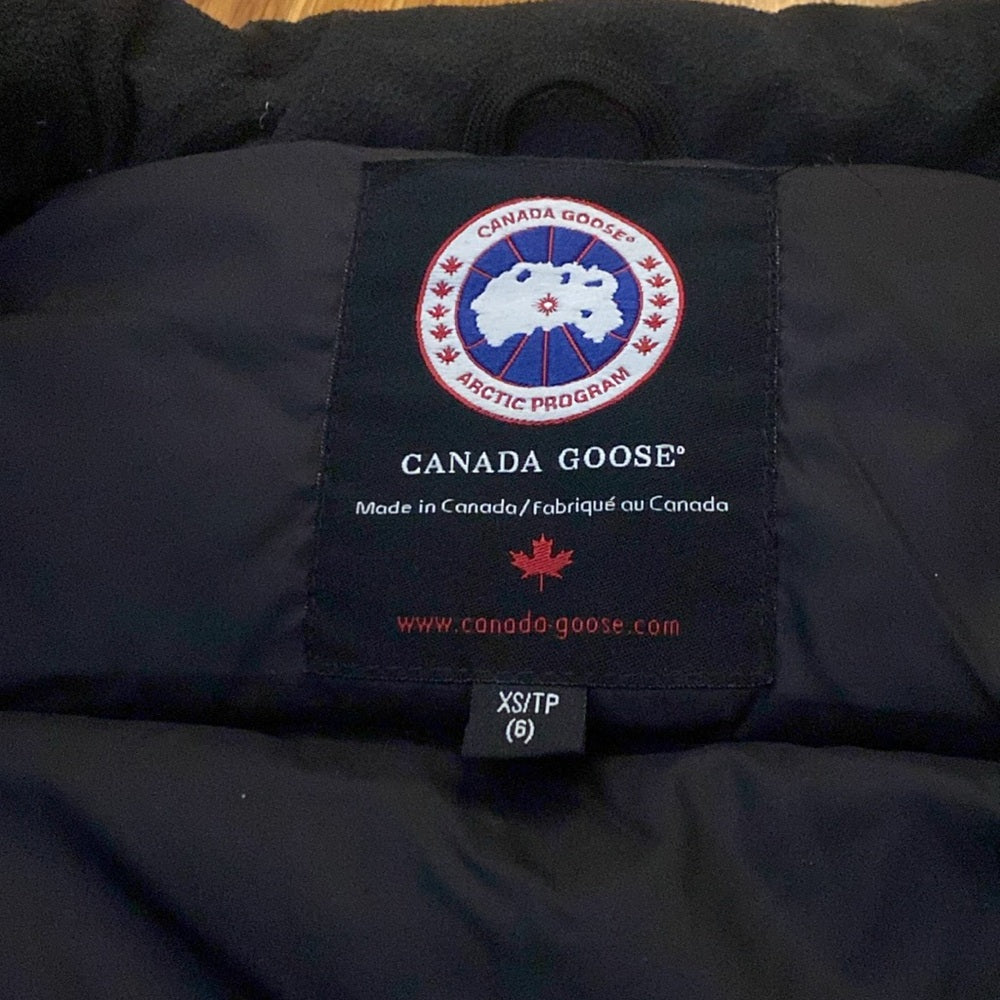 CANADA GOOSE®
ARCTIC PROGRAM
CANADA GOOSE®
Made in Canada/Fabriqué au Canada
www.canada-goose.com
XS/TP
(6)